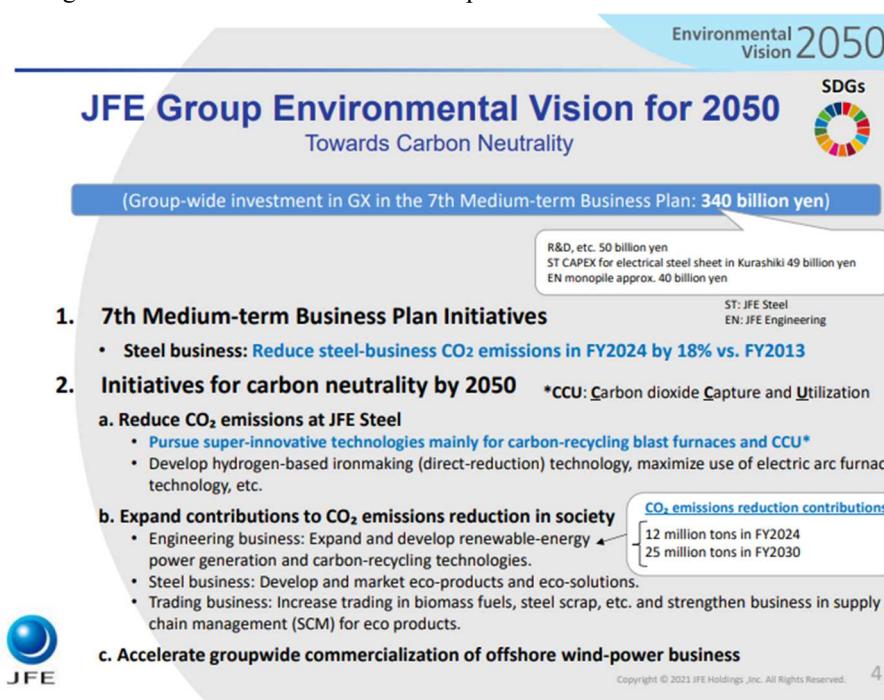 Environmental
Vision 2050
SDGs
JFE Group Environmental Vision for 2050
Towards Carbon Neutrality
(Group-wide investment in GX in the 7th Medium-term Business Plan: 340 billion yen)
R&D, etc. 50 billion yen
ST CAPEX for electrical steel sheet in Kurashiki 49 billion yen
EN monopile approx. 40 billion yen
ST: JFE Steel
EN: JFE Engineering
1. 7th Medium-term Business Plan Initiatives
• Steel business: Reduce steel-business CO2 emissions in FY2024 by 18% vs. FY2013
2. Initiatives for carbon neutrality by 2050
*CCU: Carbon dioxide Capture and Utilization
a. Reduce CO₂ emissions at JFE Steel
• Pursue super-innovative technologies mainly for carbon-recycling blast furnaces and CCU*
• Develop hydrogen-based ironmaking (direct-reduction) technology, maximize use of electric arc furnac
technology, etc.
b. Expand contributions to CO₂ emissions reduction in society
• Engineering business: Expand and develop renewable-energy
power generation and carbon-recycling technologies.
CO₂ emissions reduction contributions
12 million tons in FY2024
25 million tons in FY2030
• Steel business: Develop and market eco-products and eco-solutions.
• Trading business: Increase trading in biomass fuels, steel scrap, etc. and strengthen business in supply
chain management (SCM) for eco products.
c. Accelerate groupwide commercialization of offshore wind-power business
JFE
Copyright © 2021 JFE Holdings ,Inc. All Rights Reserved.
4